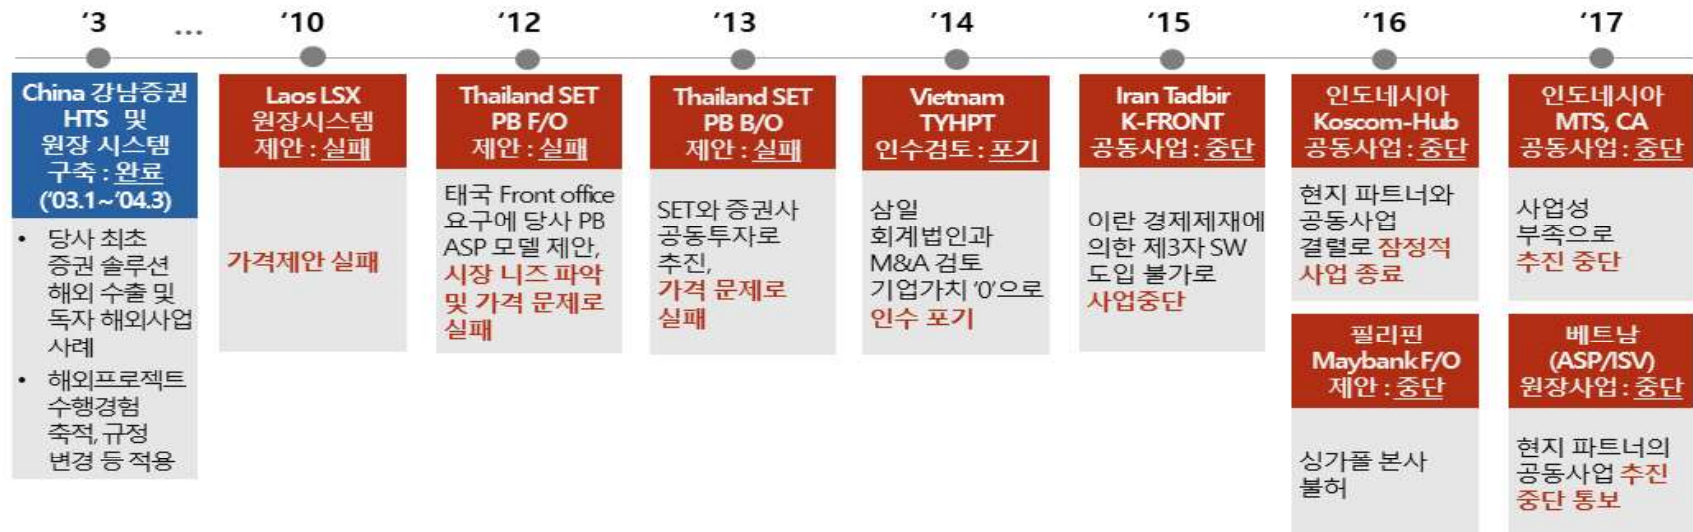 ‘3
...
‘10
‘12
‘13
‘14
‘15
‘16
‘17
China 강남증권
HTS 및
원장 시스템
구축 : 완료
(‘03.1~‘04.3)
• 당사 최초
증권 솔루션
해외 수출 및
독자 해외사업
사례
• 해외프로젝트
수행경험
축적, 규정
변경 등 적용
Laos LSX
원장시스템
제안 : 실패
가격제안 실패
Thailand SET
PB F/O
제안 : 실패
태국 Front office
요구에 당사 PB
ASP 모델 제안,
시장 니즈 파악
및 가격 문제로
실패
Thailand SET
PB B/O
제안 : 실패
SET와 증권사
공동투자로
추진,
가격 문제로
실패
Vietnam
TYHPT
인수검토 : 포기
삼일
회계법인과
M&A 검토
기업가치 ‘0’으로
인수 포기
Iran Tadbir
K-FRONT
공동사업 : 중단
이란 경제제재에
의한 제3자 SW
도입 불가로
사업중단
인도네시아
Koscom-Hub
공동사업 : 중단
현지 파트너와
공동사업
결렬로 잠정적
사업 종료
필리핀
Maybank F/O
제안 : 중단
싱가폴 본사
불허
인도네시아
MTS, CA
공동사업 : 중단
사업성
부족으로
추진 중단
베트남
(ASP/ISV)
원장사업 : 중단
현지 파트너의
공동사업 추진
중단 통보